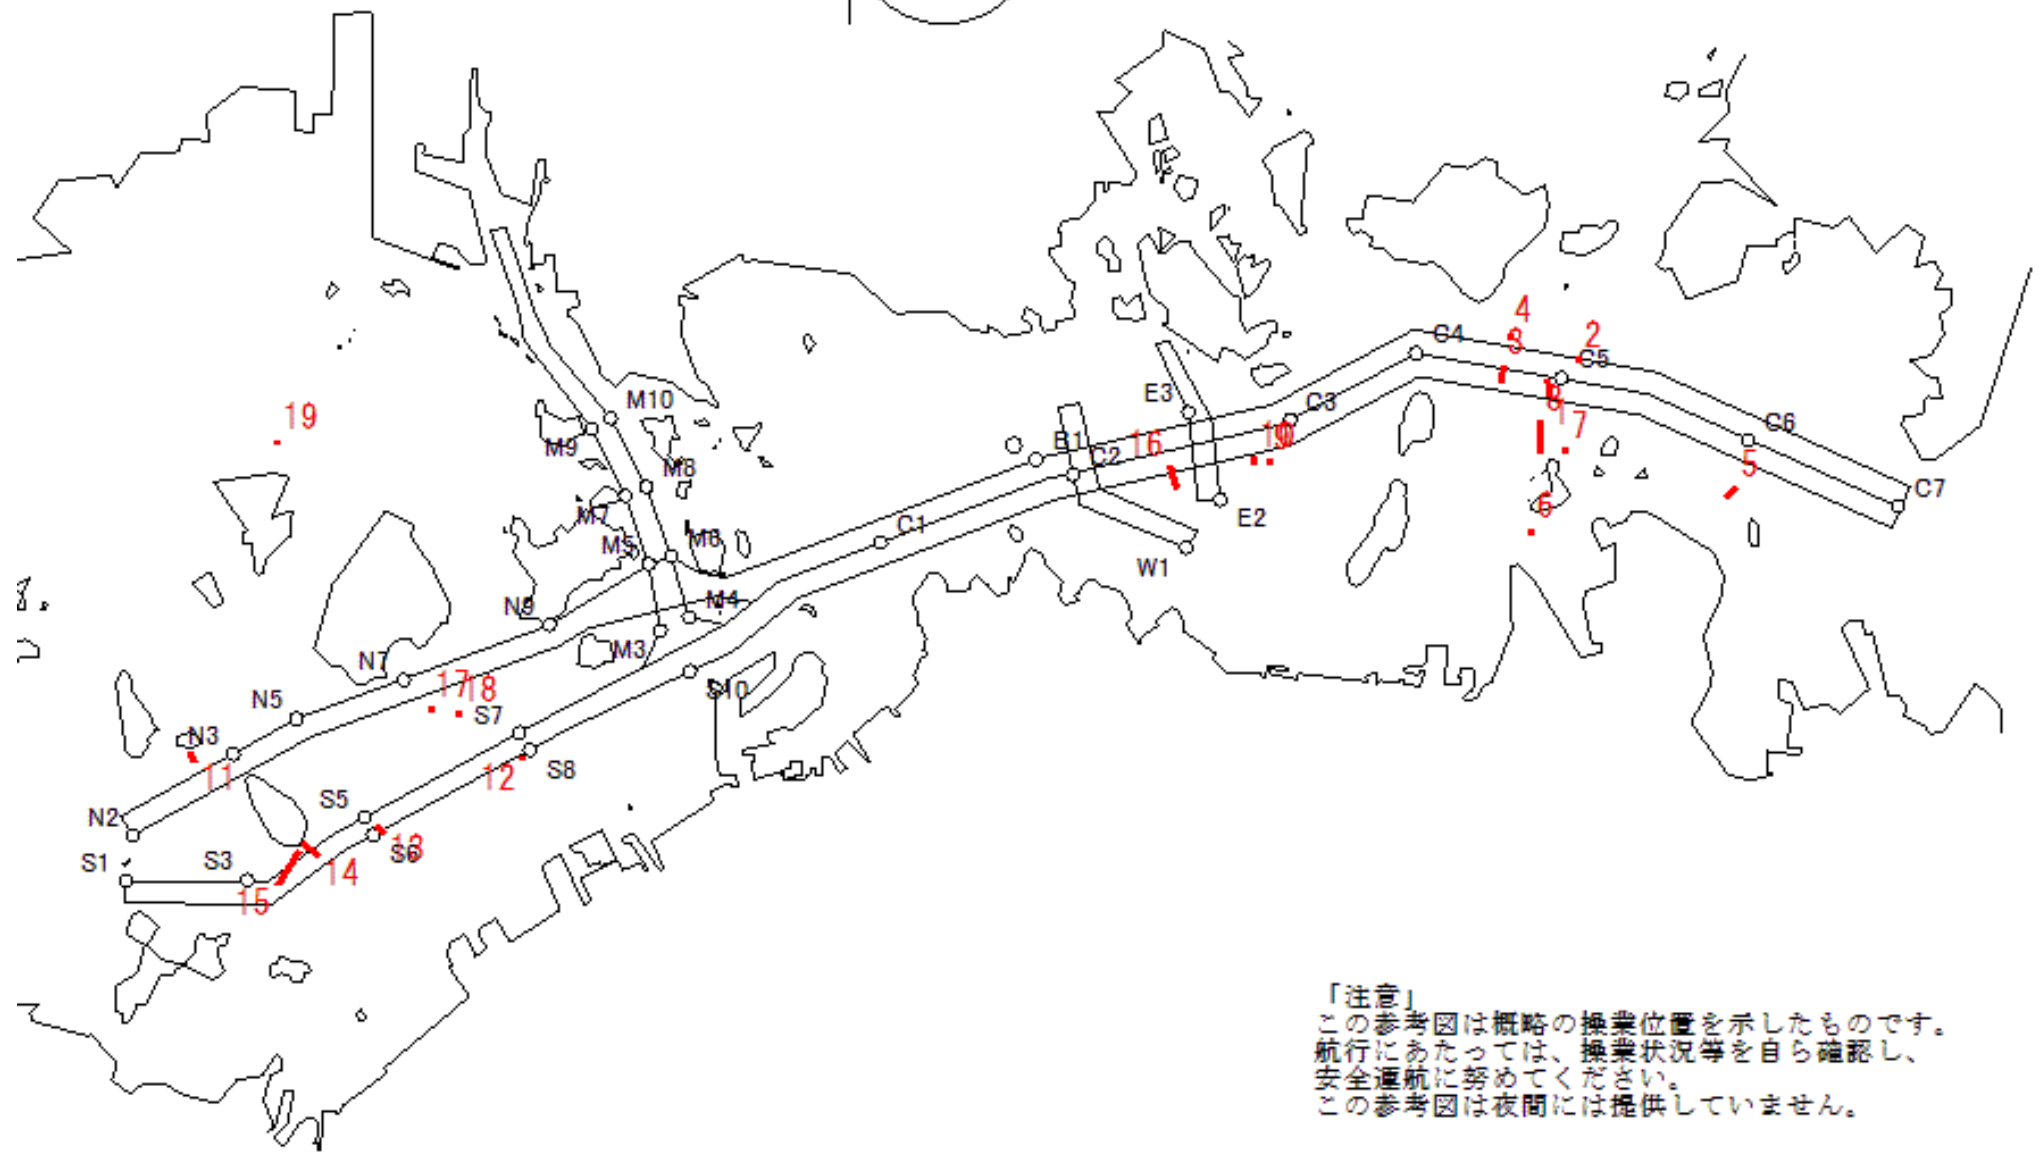 4
C4
3
2
C5
M10
E3
C3
8
17
C6
19
M9
B1
16
10
9
M8
C2
5
C7
M7
E2
6
M5
M6
C1
W1
N9
M4
M3
N7
17
18
S10
N5
S7
N3
11
12
S8
S5
N2
13
S6
S1
S3
14
15
「注意」
この参考図は概略の操業位置を示したものです。
航行にあたっては、操業状況等を自ら確認し、
安全運航に努めてください。
この参考図は夜間には提供していません。